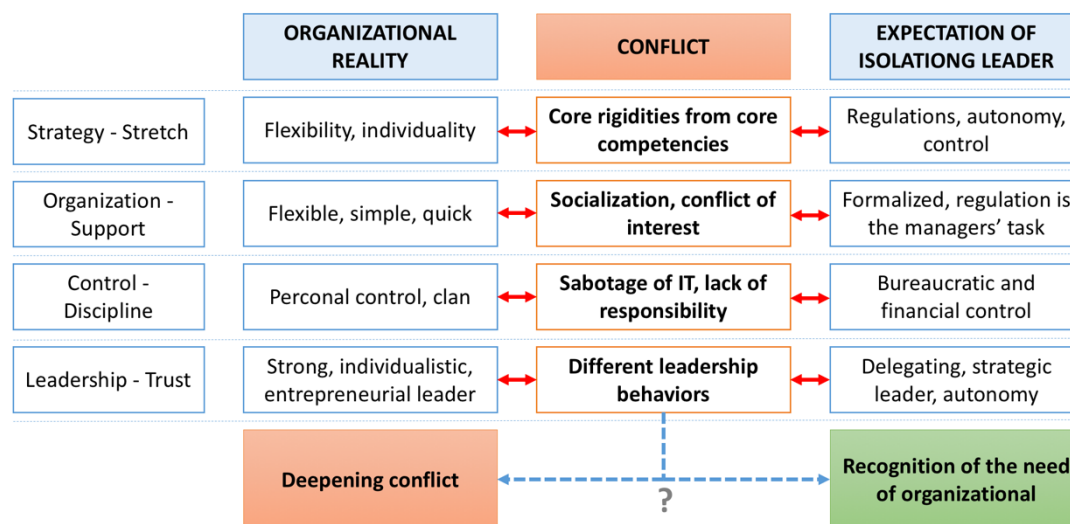 ORGANIZATIONAL
REALITY
CONFLICT
EXPECTATION OF
ISOLATIONG LEADER
Strategy - Stretch
Flexibility, individuality
Core rigidities from core
competencies
Regulations, autonomy,
control
Organization -
Support
Flexible, simple, quick
Socialization, conflict of
interest
Formalized, regulation is
the managers’ task
Control -
Discipline
Perconal control, clan
Sabotage of IT, lack of
responsibility
Bureaucratic and
financial control
Leadership - Trust
Strong, individualistic,
entrepreneurial leader
Different leadership
behaviors
Delegating, strategic
leader, autonomy
Deepening conflict
?
Recognition of the need
of organizational